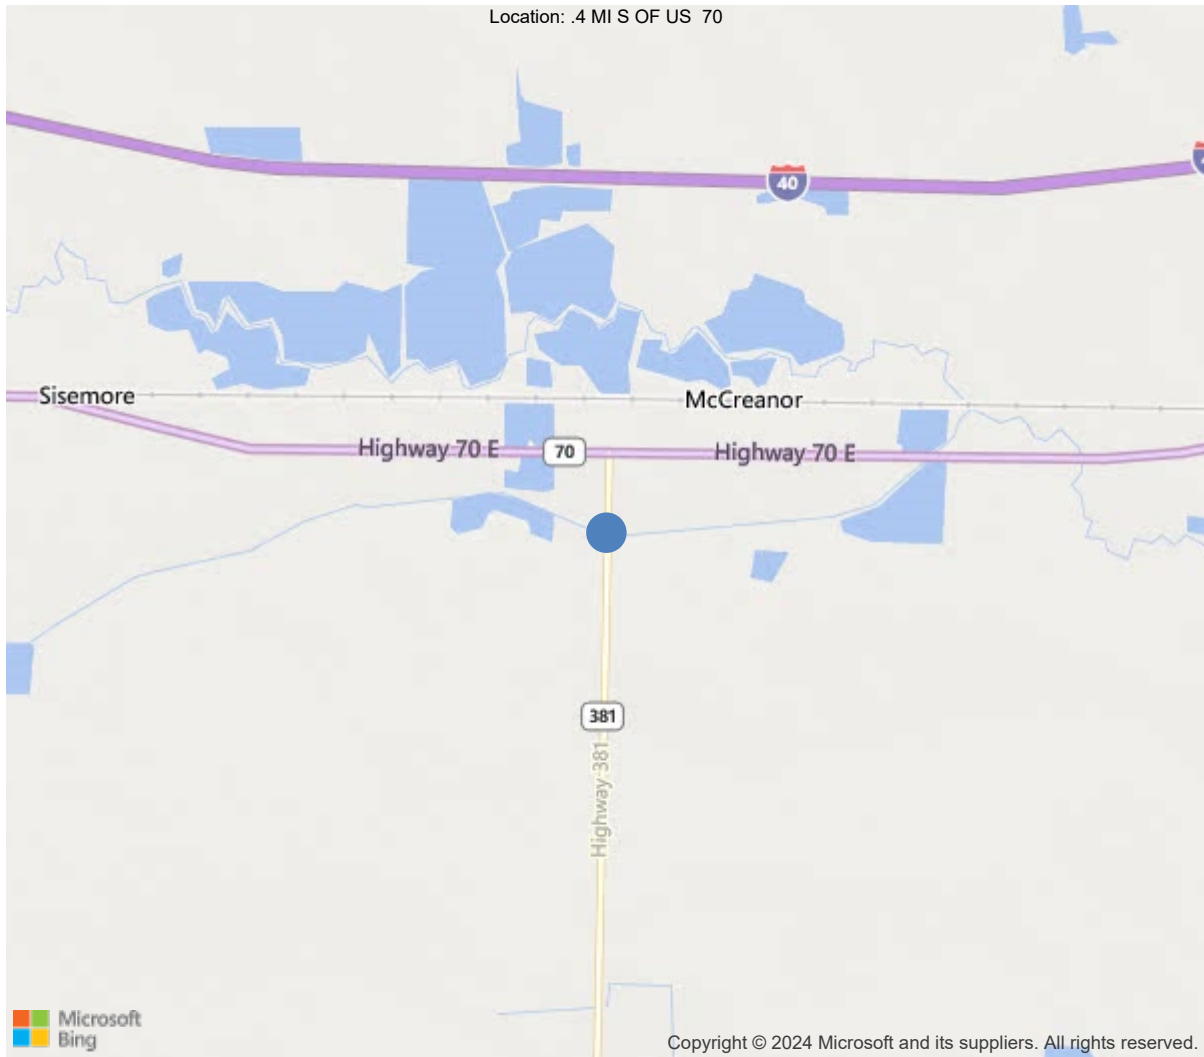 Location: .4 MI S OF US  70
40
Sisemore
McCreanor
Highway 70 E
70
Highway 70 E
381
Highway 381
Microsoft
Bing
Copyright © 2024 Microsoft and its suppliers. All rights reserved.